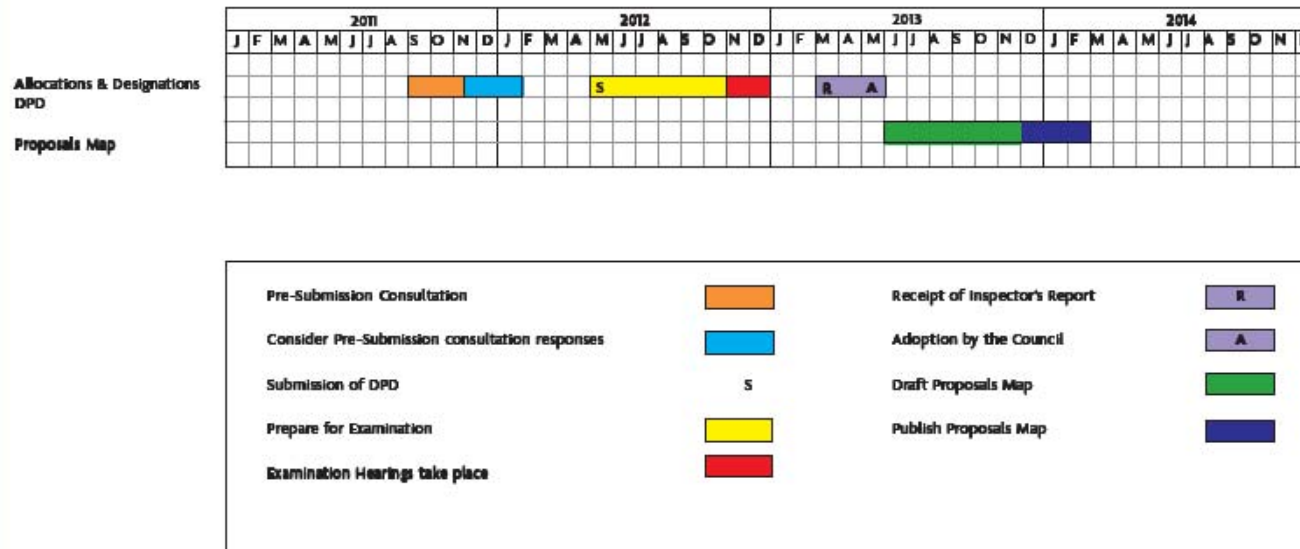 2011 2012 2013 2014
J F M A M J J A S O N D J F M A M J J A S O N D J F M A M J J A S O N D J F M A M J J A S O N
Allocations & Designations
DPD
S R A
Proposals Map
Pre-Submission Consultation
Receipt of Inspector's Report R
Consider Pre-Submission consultation responses
Adoption by the Council A
Submission of DPD S
Draft Proposals Map
Prepare for Examination
Publish Proposals Map
Examination Hearings take place